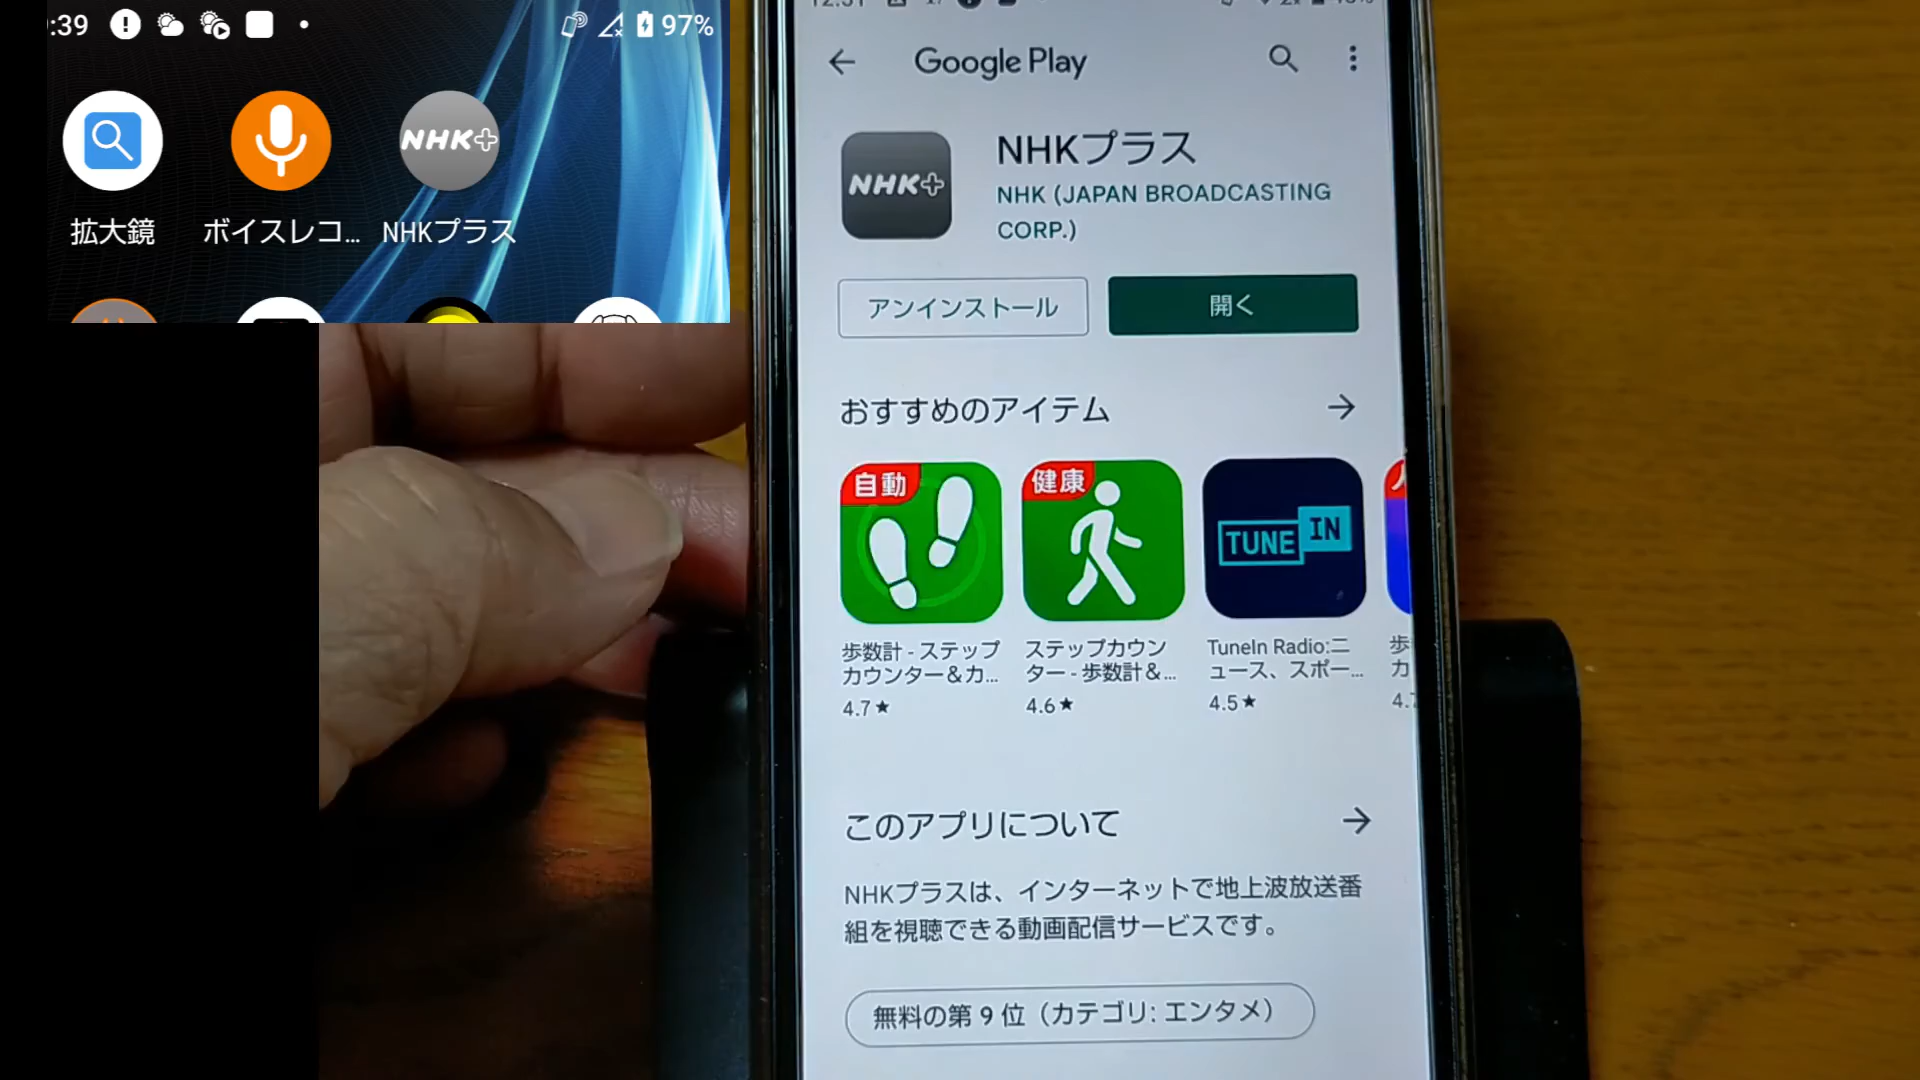 :39
97%
NHK+
拡大鏡
ボイスレコ...
NHKプラス
Google Play
NHK+
NHKプラス
NHK (JAPAN BROADCASTING
CORP.)
アンインストール
開く
おすすめのアイテム
自動
健康
TUNE IN
歩数計 - ステップ
カウンター＆カ...
4.7★
ステップカウン
ター - 歩数計＆...
4.6★
TuneIn Radio:ニ
ュース、スポー...
4.5★
歩
カ
このアプリについて
NHKプラスは、インターネットで地上波放送番
組を視聴できる動画配信サービスです。
無料の第 9 位（カテゴリ: エンタメ）